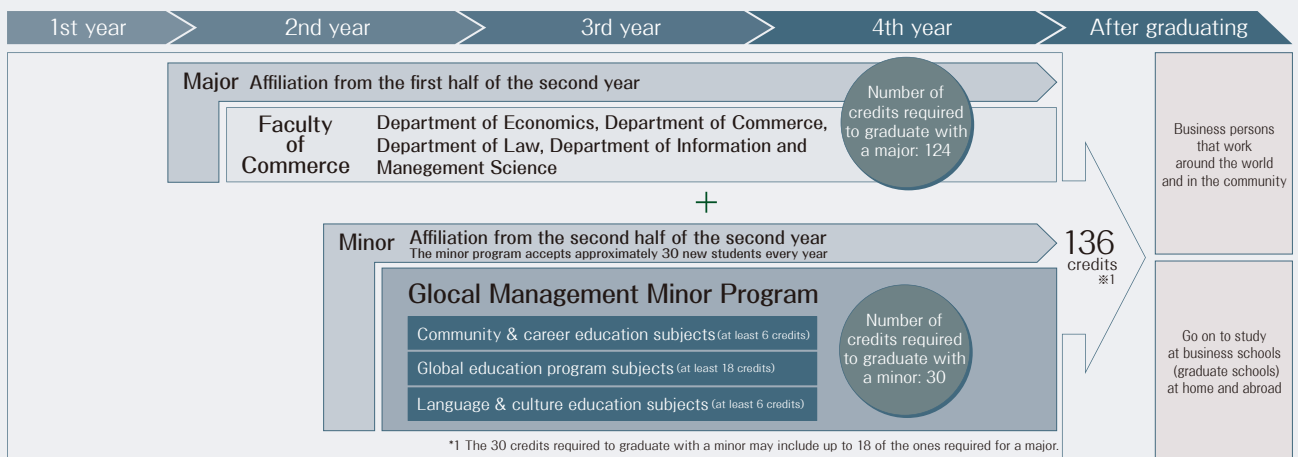 1st year
2nd year
3rd year
4th year
After graduating
Major Affiliation from the first half of the second year
Faculty
of
Commerce
Department of Economics, Department of Commerce,
Department of Law, Department of Information and
Manegement Science
Number of
credits required
to graduate with
a major: 124
+
Minor Affiliation from the second half of the second year
The minor program accepts approximately 30 new students every year
Glocal Management Minor Program
Community & career education subjects (at least 6 credits)
Global education program subjects (at least 18 credits)
Language & culture education subjects (at least 6 credits)
Number of
credits required
to graduate with
a minor: 30
136
credits
※1
Business persons
that work
around the world
and in the community
Go on to study
at business schools
(graduate schools)
at home and abroad
*1 The 30 credits required to graduate with a minor may include up to 18 of the ones required for a major.